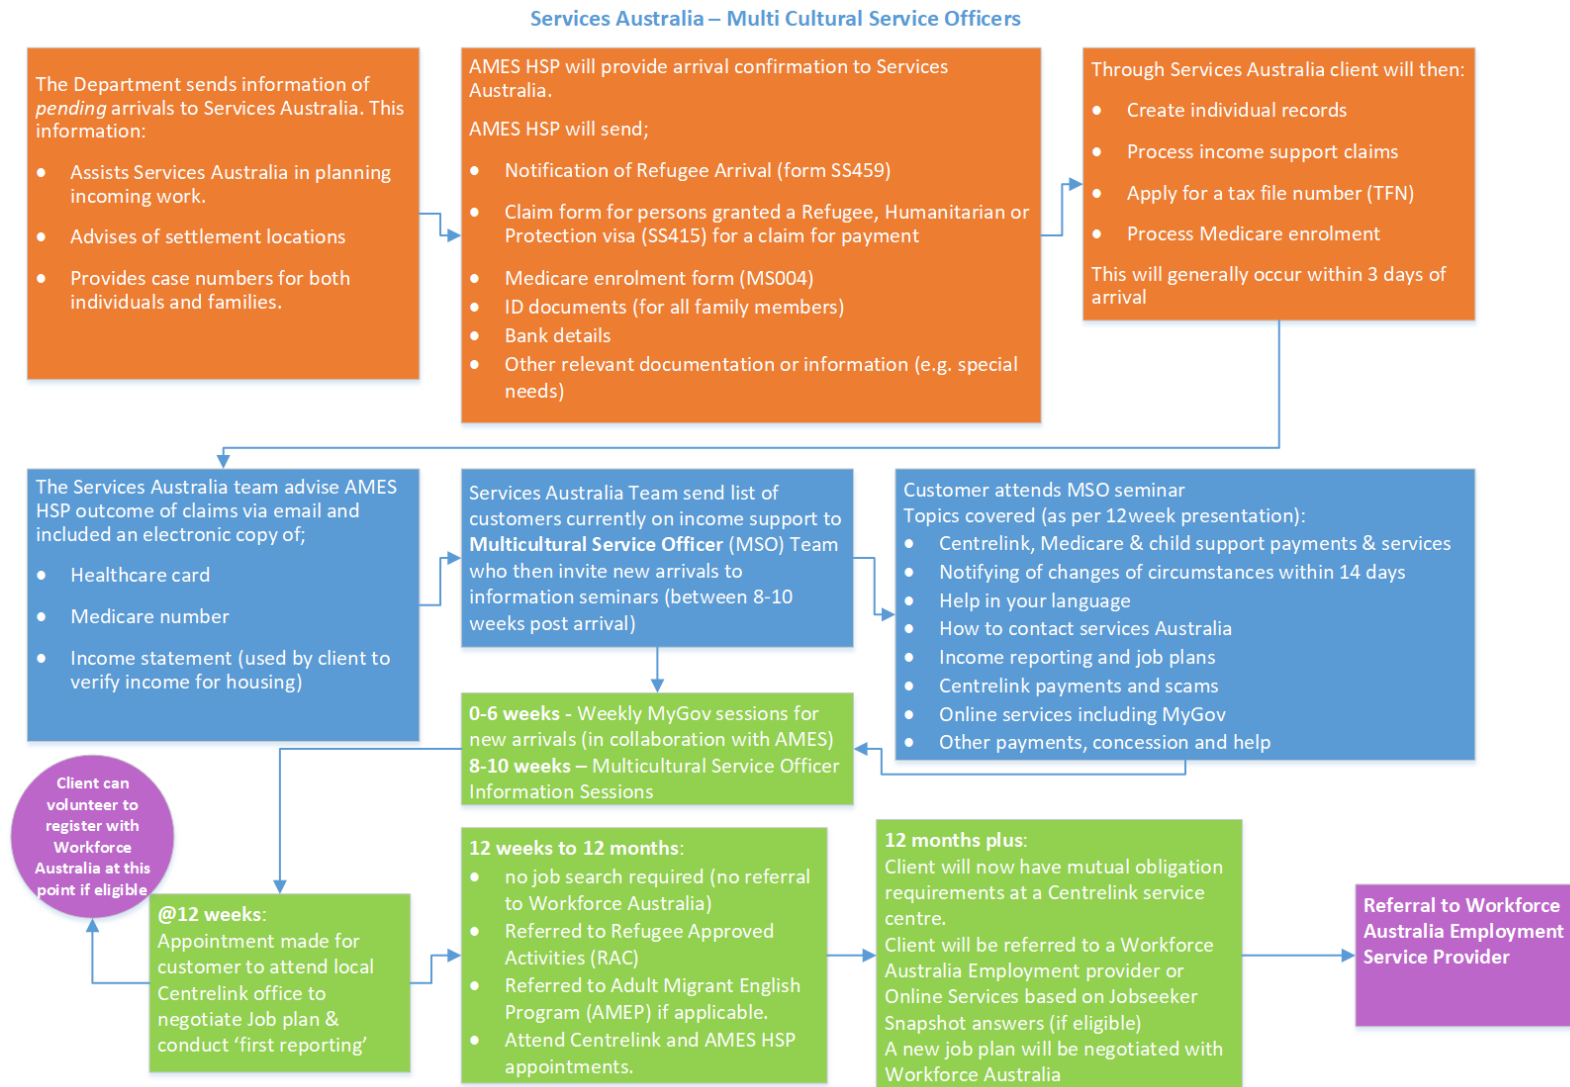 Services Australia – Multi Cultural Service Officers
The Department sends information of
pending arrivals to Services Australia. This
information:
● Assists Services Australia in planning
incoming work.
● Advises of settlement locations
● Provides case numbers for both
individuals and families.
AMES HSP will provide arrival confirmation to Services
Australia.
AMES HSP will send;
● Notification of Refugee Arrival (form SS459)
● Claim form for persons granted a Refugee, Humanitarian or
Protection visa (SS415) for a claim for payment
● Medicare enrolment form (MS004)
● ID documents (for all family members)
● Bank details
● Other relevant documentation or information (e.g. special
needs)
Through Services Australia client will then:
● Create individual records
● Process income support claims
● Apply for a tax file number (TFN)
● Process Medicare enrolment
This will generally occur within 3 days of
arrival
The Services Australia team advise AMES
HSP outcome of claims via email and
included an electronic copy of;
● Healthcare card
● Medicare number
● Income statement (used by client to
verify income for housing)
Services Australia Team send list of
customers currently on income support to
Multicultural Service Officer (MSO) Team
who then invite new arrivals to
information seminars (between 8-10
weeks post arrival)
Customer attends MSO seminar
Topics covered (as per 12week presentation):
● Centrelink, Medicare & child support payments & services
● Notifying of changes of circumstances within 14 days
● Help in your language
● How to contact services Australia
● Income reporting and job plans
● Centrelink payments and scams
● Online services including MyGov
● Other payments, concession and help
0-6 weeks - Weekly MyGov sessions for
new arrivals (in collaboration with AMES)
8-10 weeks – Multicultural Service Officer
Information Sessions
Client can
volunteer to
register with
Workforce
Australia at this
point if eligible
@12 weeks:
Appointment made for
customer to attend local
Centrelink office to
negotiate Job plan &
conduct ‘first reporting’
12 weeks to 12 months:
● no job search required (no referral
to Workforce Australia)
● Referred to Refugee Approved
Activities (RAC)
● Referred to Adult Migrant English
Program (AMEP) if applicable.
● Attend Centrelink and AMES HSP
appointments.
12 months plus:
Client will now have mutual obligation
requirements at a Centrelink service
centre.
Client will be referred to a Workforce
Australia Employment provider or
Online Services based on Jobseeker
Snapshot answers (if eligible)
A new job plan will be negotiated with
Workforce Australia
Referral to Workforce
Australia Employment
Service Provider